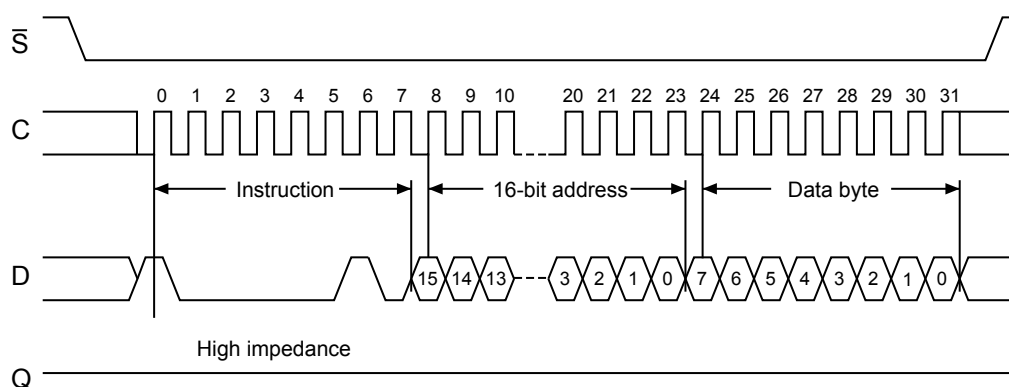 S̅
0 1 2 3 4 5 6 7 8 9 10 20 21 22 23 24 25 26 27 28 29 30 31
C
Instruction 16-bit address Data byte
D
15 14 13 3 2 1 0 7 6 5 4 3 2 1 0
High impedance
Q